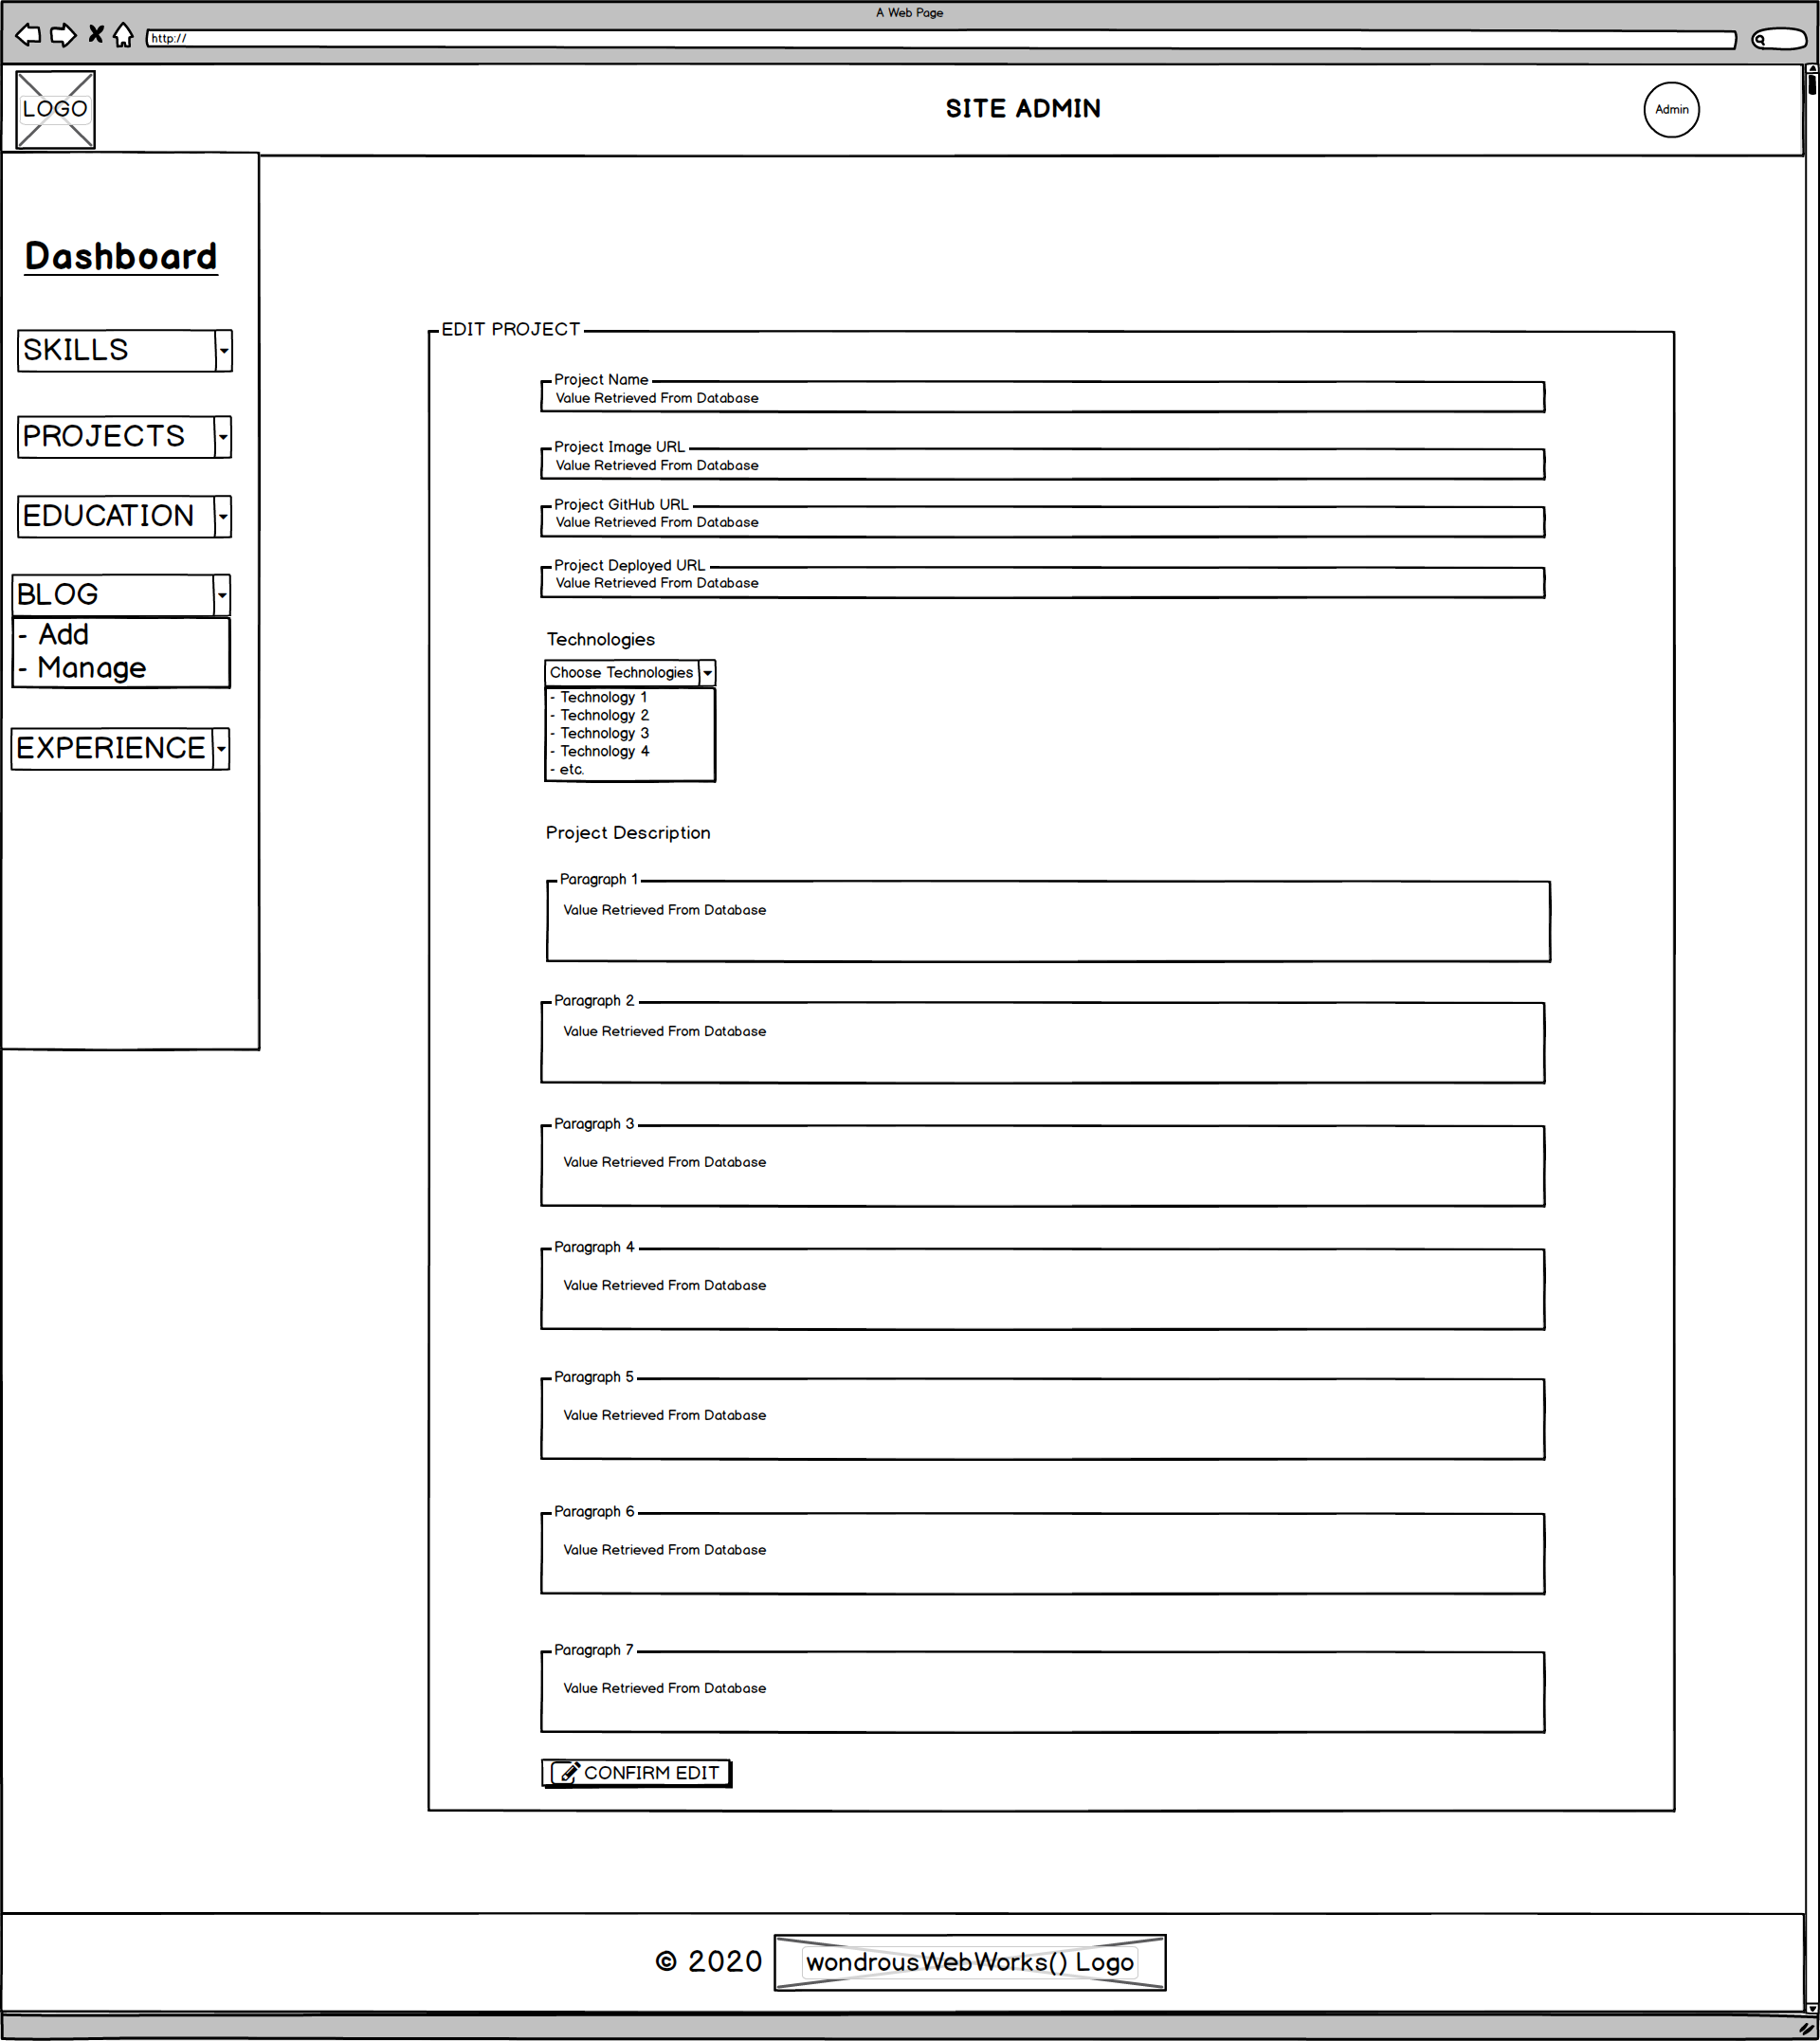 A Web Page
http://
LOGO
SITE ADMIN
Admin
Dashboard
SKILLS
PROJECTS
EDUCATION
BLOG
- Add
- Manage
EXPERIENCE
EDIT PROJECT
Project Name
Value Retrieved From Database
Project Image URL
Value Retrieved From Database
Project GitHub URL
Value Retrieved From Database
Project Deployed URL
Value Retrieved From Database
Technologies
Choose Technologies
- Technology 1
- Technology 2
- Technology 3
- Technology 4
- etc.
Project Description
Paragraph 1
Value Retrieved From Database
Paragraph 2
Value Retrieved From Database
Paragraph 3
Value Retrieved From Database
Paragraph 4
Value Retrieved From Database
Paragraph 5
Value Retrieved From Database
Paragraph 6
Value Retrieved From Database
Paragraph 7
Value Retrieved From Database
CONFIRM EDIT
© 2020 wondrousWebWorks() Logo